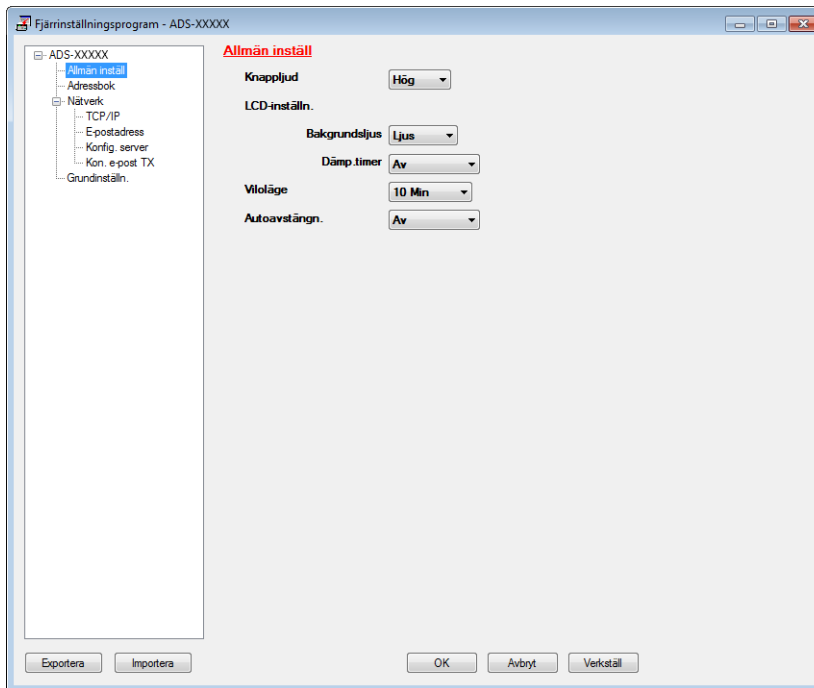 Fjärrinställningsprogram - ADS-XXXXX
ADS-XXXXX
Allmän inställ
Adressbok
Nätverk
TCP/IP
E-postadress
Konfig. server
Kon. e-post TX
Grundinställn.
Allmän inställ
Knappljud Hög
LCD-inställn.
Bakgrundsljus Ljus
Dämp.timer Av
Viloläge 10 Min
Autoavstängn. Av
Exportera Importera OK Avbryt Verkställ